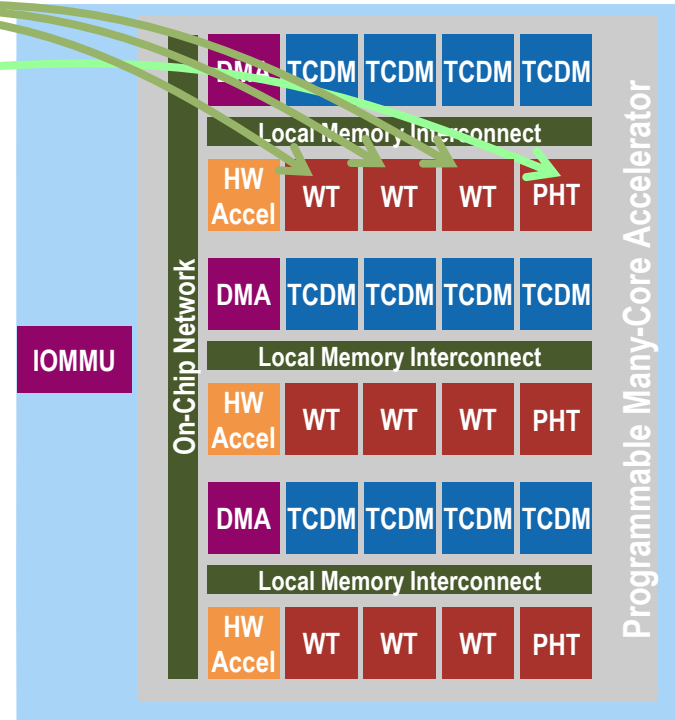 DMA TCDM TCDM TCDM TCDM
Local Memory Interconnect
HW
Accel WT WT WT PHT
DMA TCDM TCDM TCDM TCDM
Local Memory Interconnect
HW
Accel WT WT WT PHT
DMA TCDM TCDM TCDM TCDM
Local Memory Interconnect
HW
Accel WT WT WT PHT
IOMMU
On-Chip Network
Programmable Many-Core Accelerator